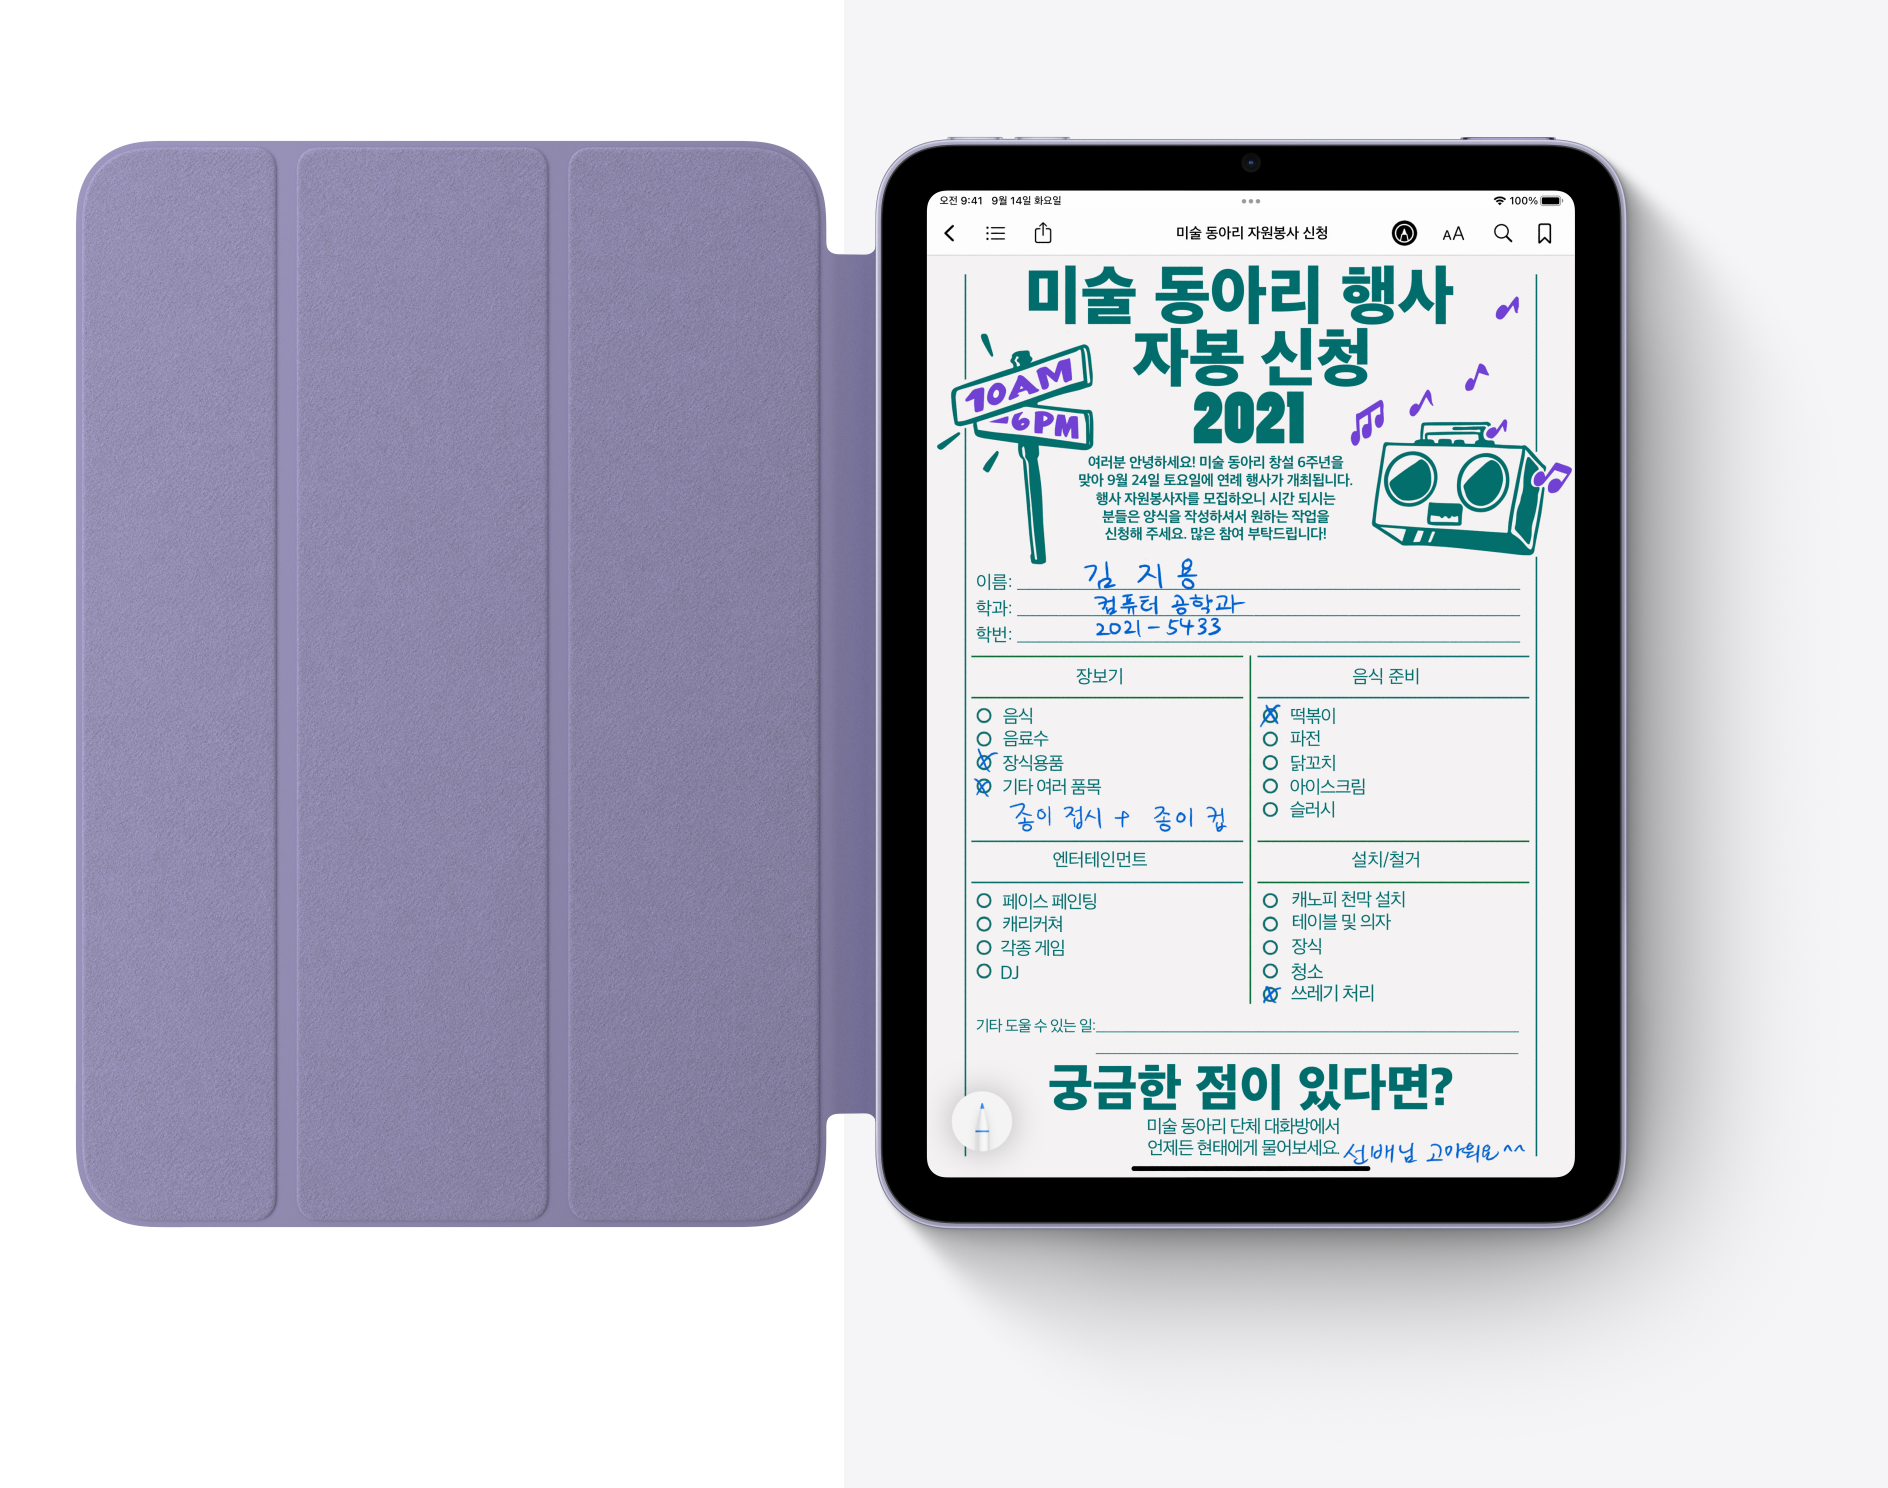 오전 9:41 9월 14일 화요일
100%
미술 동아리 자원봉사 신청
AA
미술 동아리 행사
자봉 신청
2021
10AM
-6PM
여러분 안녕하세요! 미술 동아리 창설 6주년을
맞아 9월 24일 토요일에 연례 행사가 개최됩니다.
행사 자원봉사자를 모집하오니 시간 되시는
분들은 양식을 작성하셔서 원하는 작업을
신청해 주세요. 많은 참여 부탁드립니다!
이름: 김 지 용
학과: 컴퓨터 공학과
학번: 2021-5433
장보기
음식
음료수
장식용품
기타 여러 품목
종이 접시 + 종이 컵
음식 준비
떡볶이
파전
닭꼬치
아이스크림
슬러시
엔터테인먼트
페이스 페인팅
캐리커쳐
각종 게임
DJ
설치/철거
캐노피 천막 설치
테이블 및 의자
장식
청소
쓰레기 처리
기타 도울 수 있는 일:
궁금한 점이 있다면?
미술 동아리 단체 대화방에서
언제든 현태에게 물어보세요.
선배님 고마워요^^